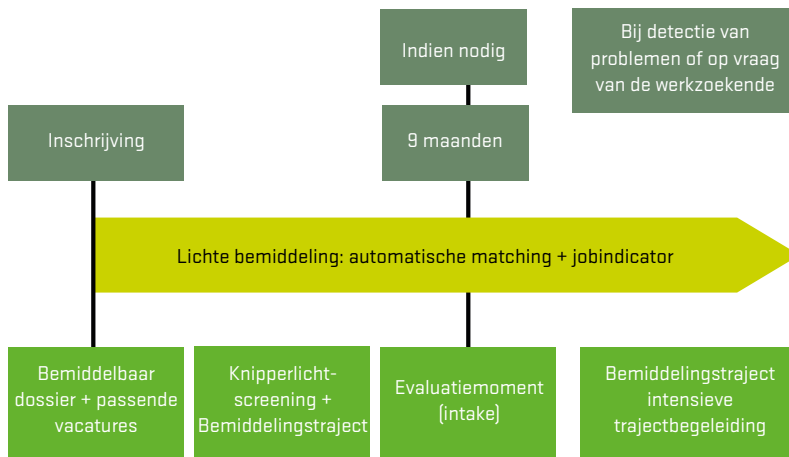 Indien nodig
Bij detectie van
problemen of op vraag
van de werkzoekende
Inschrijving
9 maanden
Lichte bemiddeling: automatische matching + jobindicator
Bemiddelbaar
dossier + passende
vacatures
Knipperlicht-
screening +
Bemiddelingstraject
Evaluatiemoment
(intake)
Bemiddelingstraject
intensieve
trajectbegeleiding